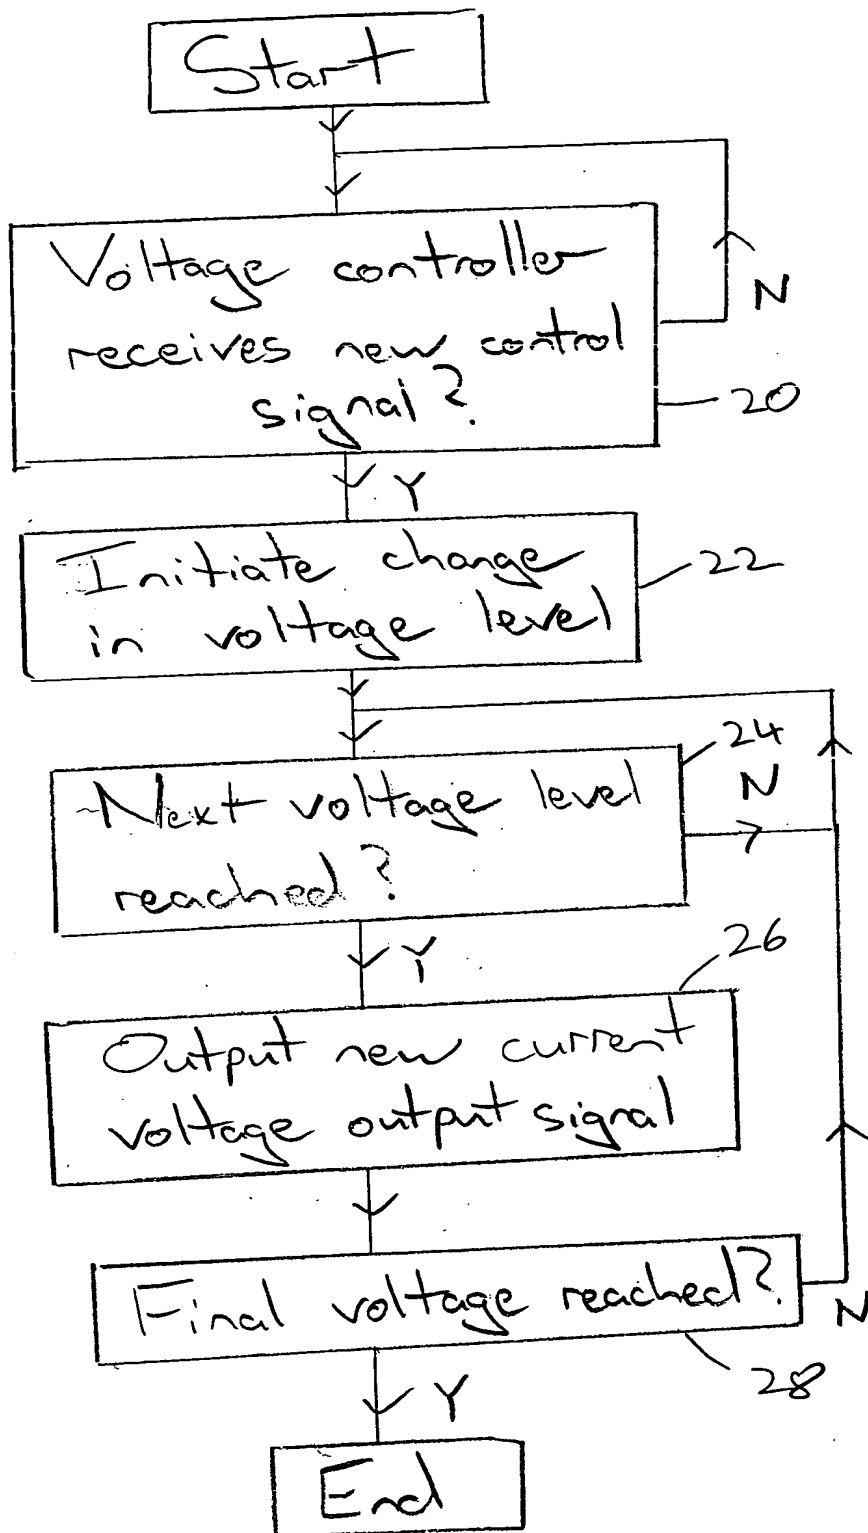 Start
Voltage controller
receives new control
signal?
N
20
Y
Initiate change
in voltage level
22
Next voltage level
reached?
24
N
Y
26
Output new current
voltage output signal
Final voltage reached?
N
28
Y
End